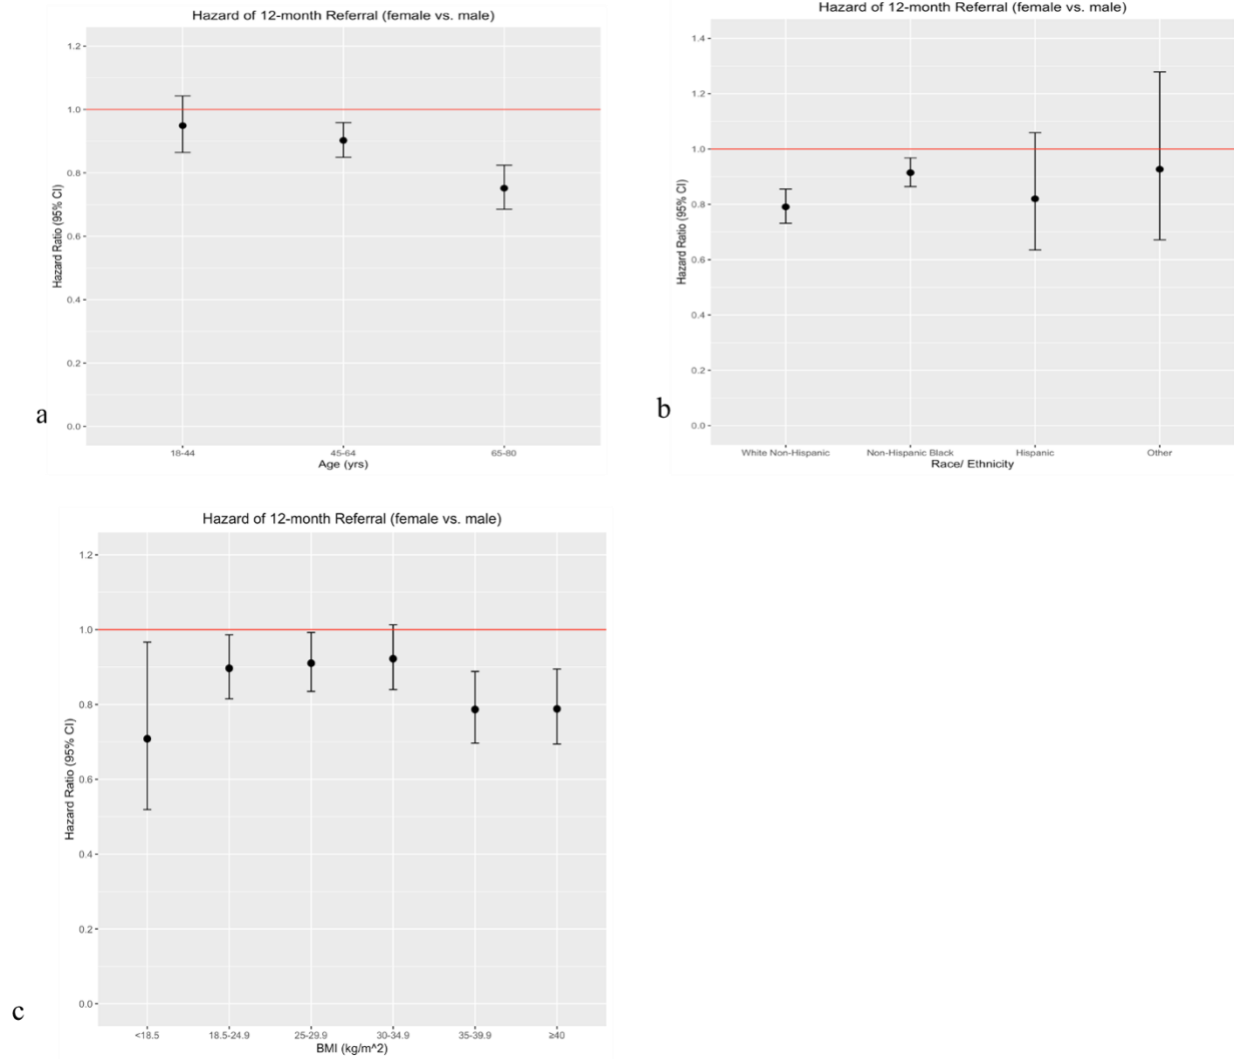 Hazard of 12-month Referral (female vs. male)
1.2
1.0
0.8
0.6
0.4
0.2
0.0
Hazard Ratio (95% CI)
18-44
45-64
65-80
Age (yrs)
a
Hazard of 12-month Referral (female vs. male)
1.4
1.2
1.0
0.8
0.6
0.4
0.2
0.0
Hazard Ratio (95% CI)
White Non-Hispanic
Non-Hispanic Black
Hispanic
Other
Race/ Ethnicity
b
Hazard of 12-month Referral (female vs. male)
1.2
1.0
0.8
0.6
0.4
0.2
0.0
Hazard Ratio (95% CI)
<18.5
18.5-24.9
25-29.9
30-34.9
35-39.9
≥40
BMI (kg/m^2)
c